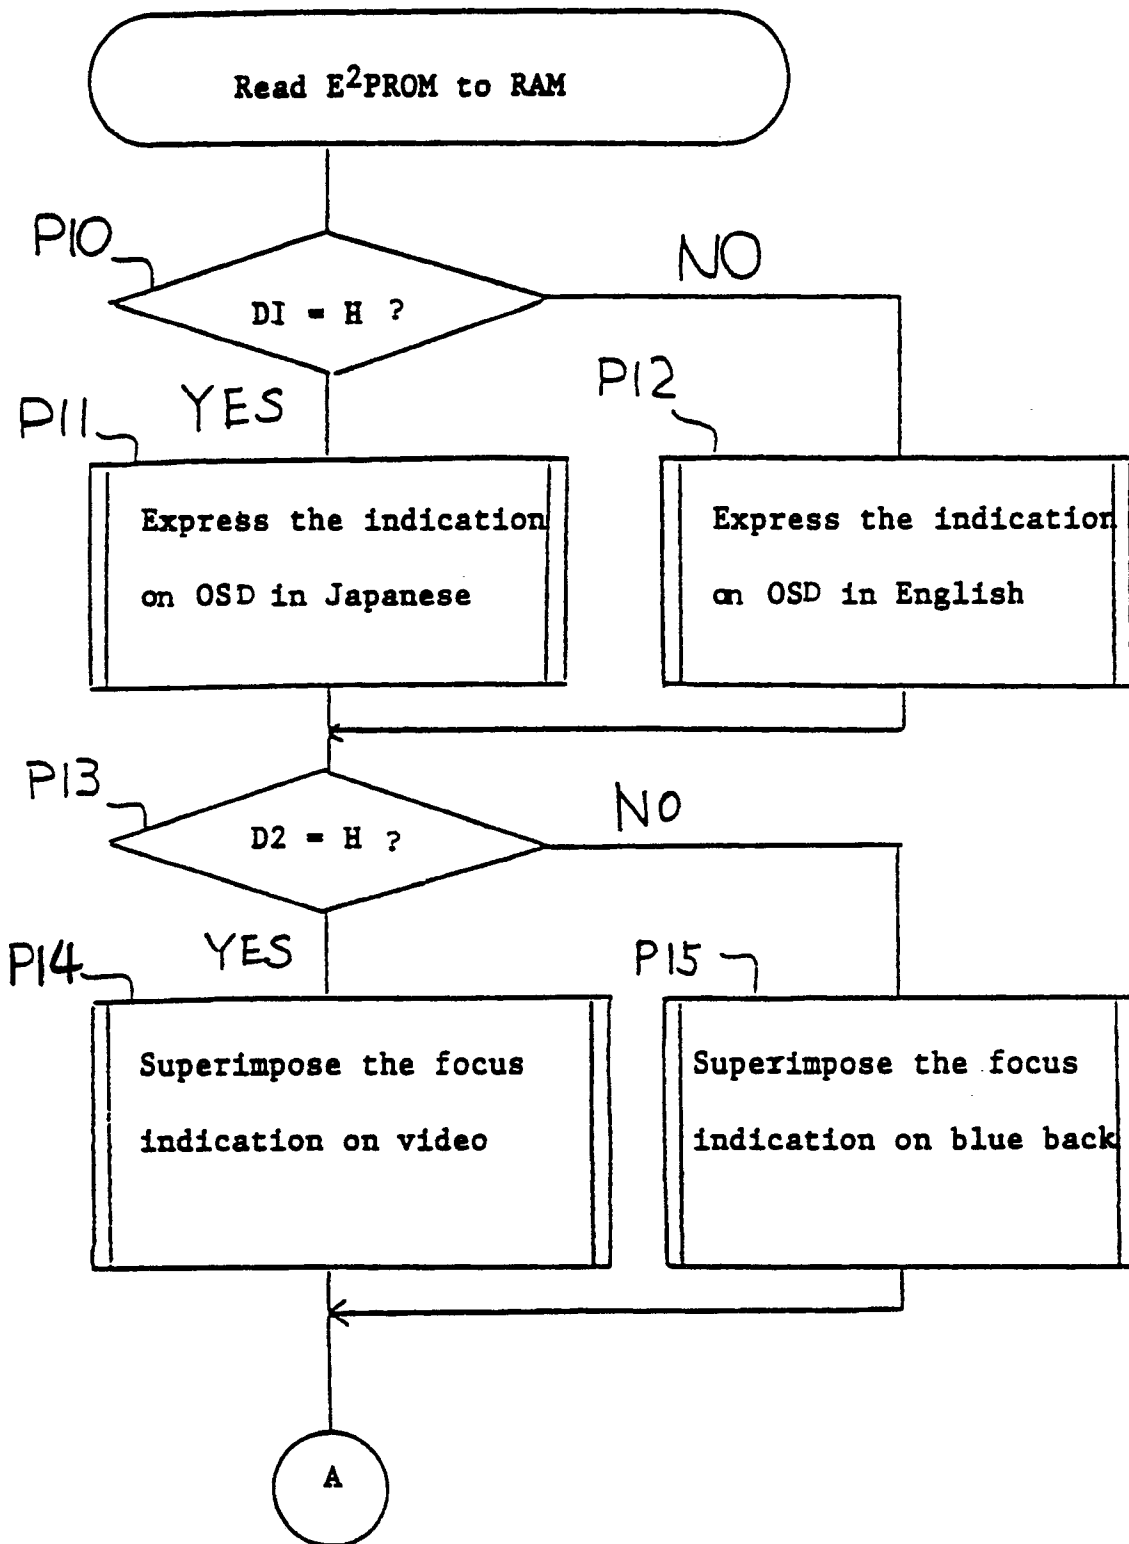 Read E²PROM to RAM
P10
NO
DI = H ?
YES
P11
P12
Express the indication
on OSD in Japanese
Express the indication
on OSD in English
P13
NO
D2 = H ?
YES
P14
P15
Superimpose the focus
indication on video
Superimpose the focus
indication on blue back
A